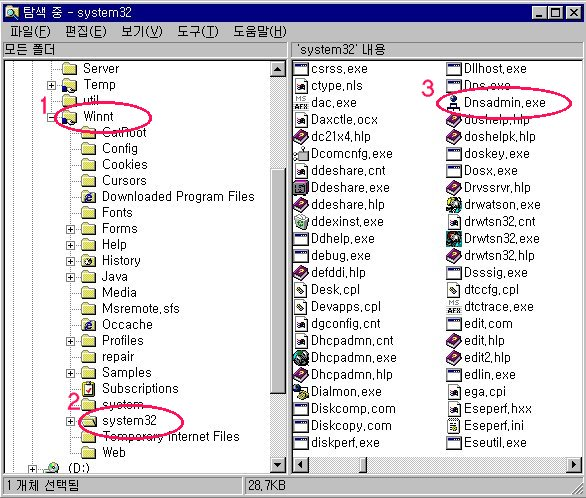 탐색 중 - system32
파일(F) 편집(E) 보기(V) 도구(T) 도움말(H)
모든 폴더
'system32' 내용
Server
Temp
util
1
Winnt
CatRoot
Config
Cookies
Cursors
Downloaded Program Files
Fonts
Forms
Help
History
Java
Media
Msremote.sfs
Occache
Profiles
repair
Samples
Subscriptions
2
system
system32
Temporary Internet Files
Web
(D:)
csrss.exe
ctype.nls
dac.exe
Daxctle.ocx
dc21x4.hlp
Dcomcnfg.exe
ddeshare.cnt
Ddeshare.exe
ddeshare.hlp
ddexinst.exe
Ddhelp.exe
debug.exe
defddi.hlp
Desk.cpl
Devapps.cpl
dgconfig.cnt
Dhcpadmn.cnt
Dhcpadmn.exe
Dhcpadmn.hlp
Dialmon.exe
Diskcomp.com
Diskcopy.com
diskperf.exe
Dllhost.exe
Dns.exe
3
Dnsadmin.exe
doshelp.hlp
doshelpk.hlp
doskey.exe
Dosx.exe
Drvssrvr.hlp
drwatson.exe
drwtsn32.cnt
Drwtsn32.exe
drwtsn32.hlp
Dsssig.exe
dtccfg.cpl
dtctrace.exe
edit.com
edit.hlp
edit2.hlp
edlin.exe
ega.cpi
Eseperf.hxx
Eseperf.ini
Eseutil.exe
1 개체 선택됨
28.7KB